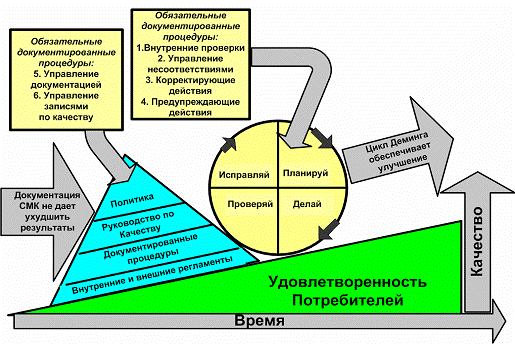 Обязательные
документированные
процедуры:
5. Управление
документацией
6. Управление
записями
по качеству
Обязательные
документированные
процедуры:
1.Внутренние проверки
2. Управление
несоответствиями
3. Корректирующие
действия
4. Предупреждающие
действия
Документация
СМК не дает
ухудшить
результаты
Политика
Руководство по
Качеству
Документированные
процедуры
Внутренние и внешние регламенты
Исправляй
Планируй
Проверяй
Делай
Цикл Деминга
обеспечивает
улучшение
Качество
Удовлетворенность
Потребителей
Время